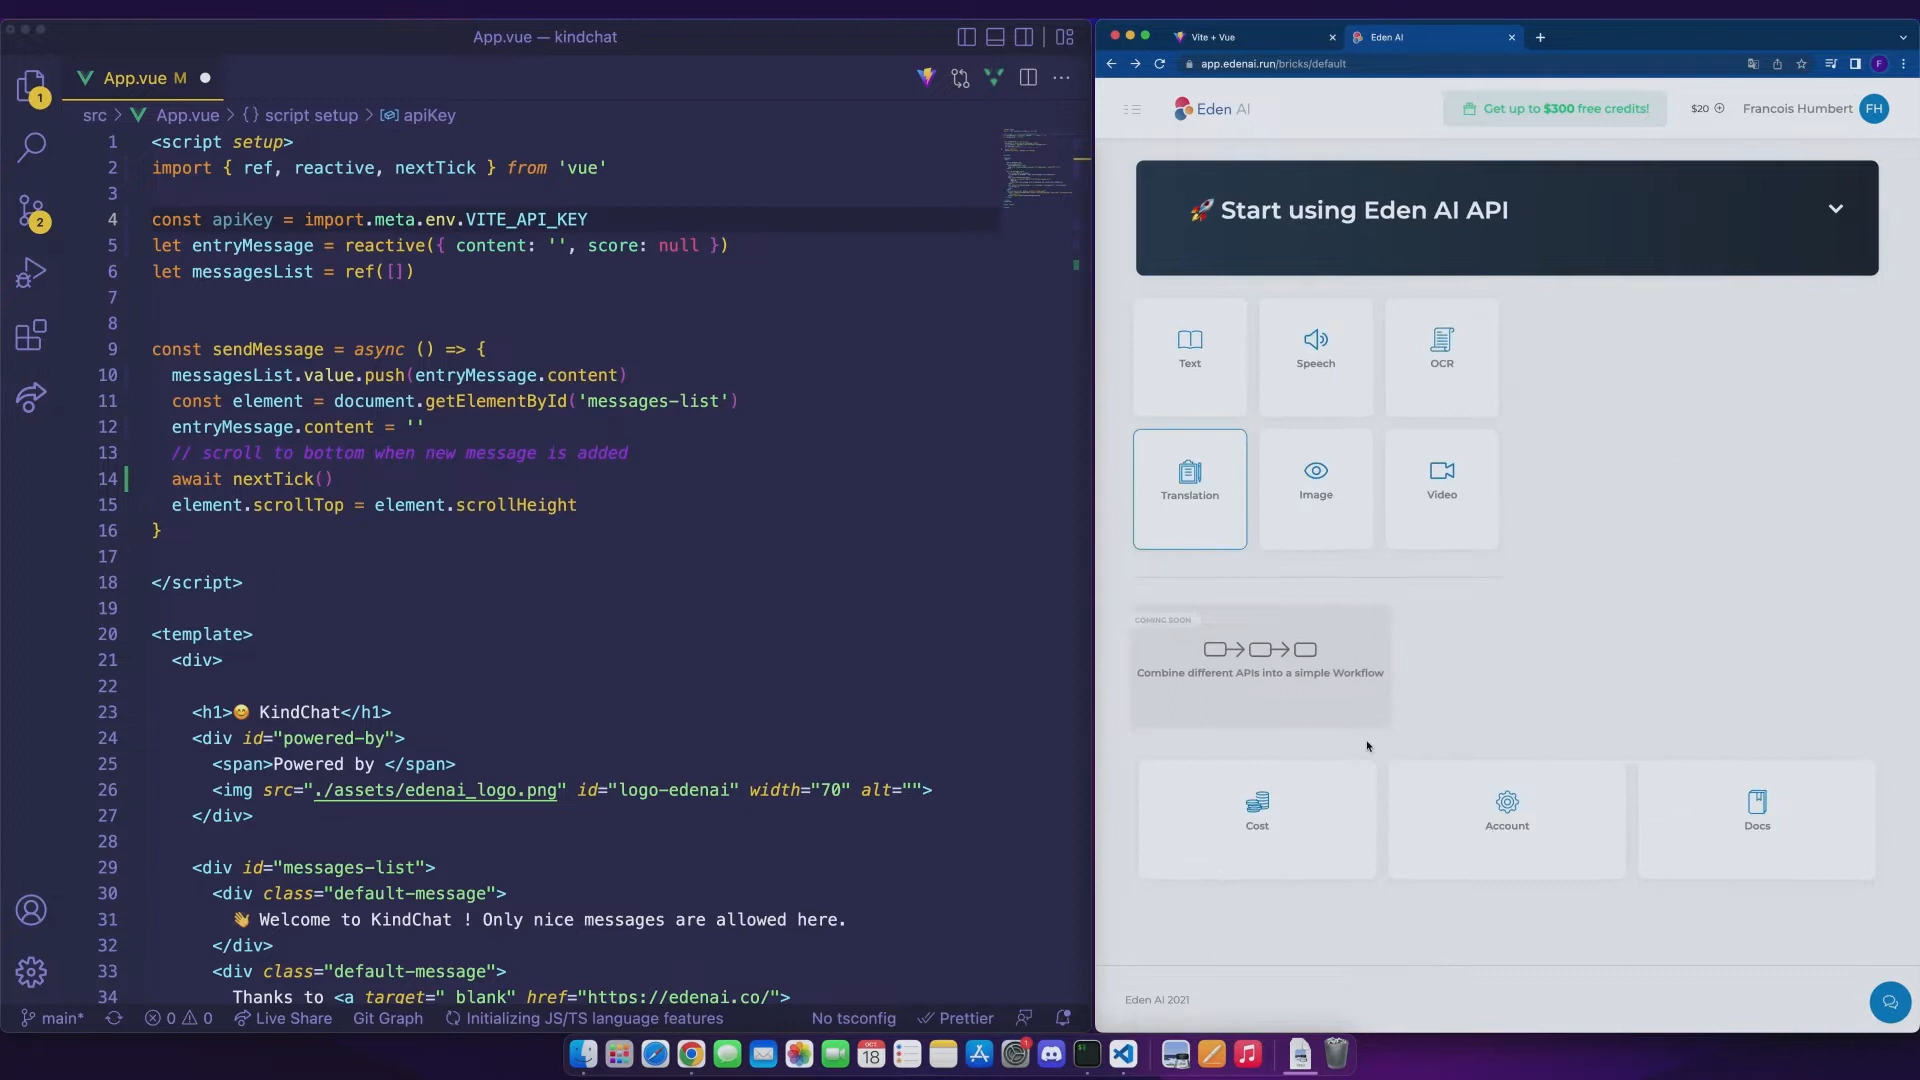 App.vue — kindchat
App.vue M
src > App.vue > {} script setup > apiKey
1 <script setup>
2 import { ref, reactive, nextTick } from 'vue'
3
4 const apiKey = import.meta.env.VITE_API_KEY
5 let entryMessage = reactive({ content: '', score: null })
6 let messagesList = ref([])
7
8
9 const sendMessage = async () => {
10 messagesList.value.push(entryMessage.content)
11 const element = document.getElementById('messages-list')
12 entryMessage.content = ''
13 // scroll to bottom when new message is added
14 await nextTick()
15 element.scrollTop = element.scrollHeight
16 }
17
18 </script>
19
20 <template>
21 <div>
22
23 <h1>😊 KindChat</h1>
24 <div id="powered-by">
25 <span>Powered by </span>
26 <img src="./assets/edenai_logo.png" id="logo-edenai" width="70" alt="">
27 </div>
28
29 <div id="messages-list">
30 <div class="default-message">
31 👋 Welcome to KindChat ! Only nice messages are allowed here.
32 </div>
33 <div class="default-message">
34 Thanks to <a target="_blank" href="https://edenai.co/">
1
2
main* 0 0 Live Share Git Graph Initializing JS/TS language features No tsconfig Prettier
Vite + Vue
Eden AI
app.edenai.run/bricks/default
F
Eden AI
Get up to $300 free credits!
$20
Francois Humbert
FH
🚀 Start using Eden AI API
Text
Speech
OCR
Translation
Image
Video
COMING SOON
Combine different APIs into a simple Workflow
Cost
Account
Docs
Eden AI 2021
OCT
18
1